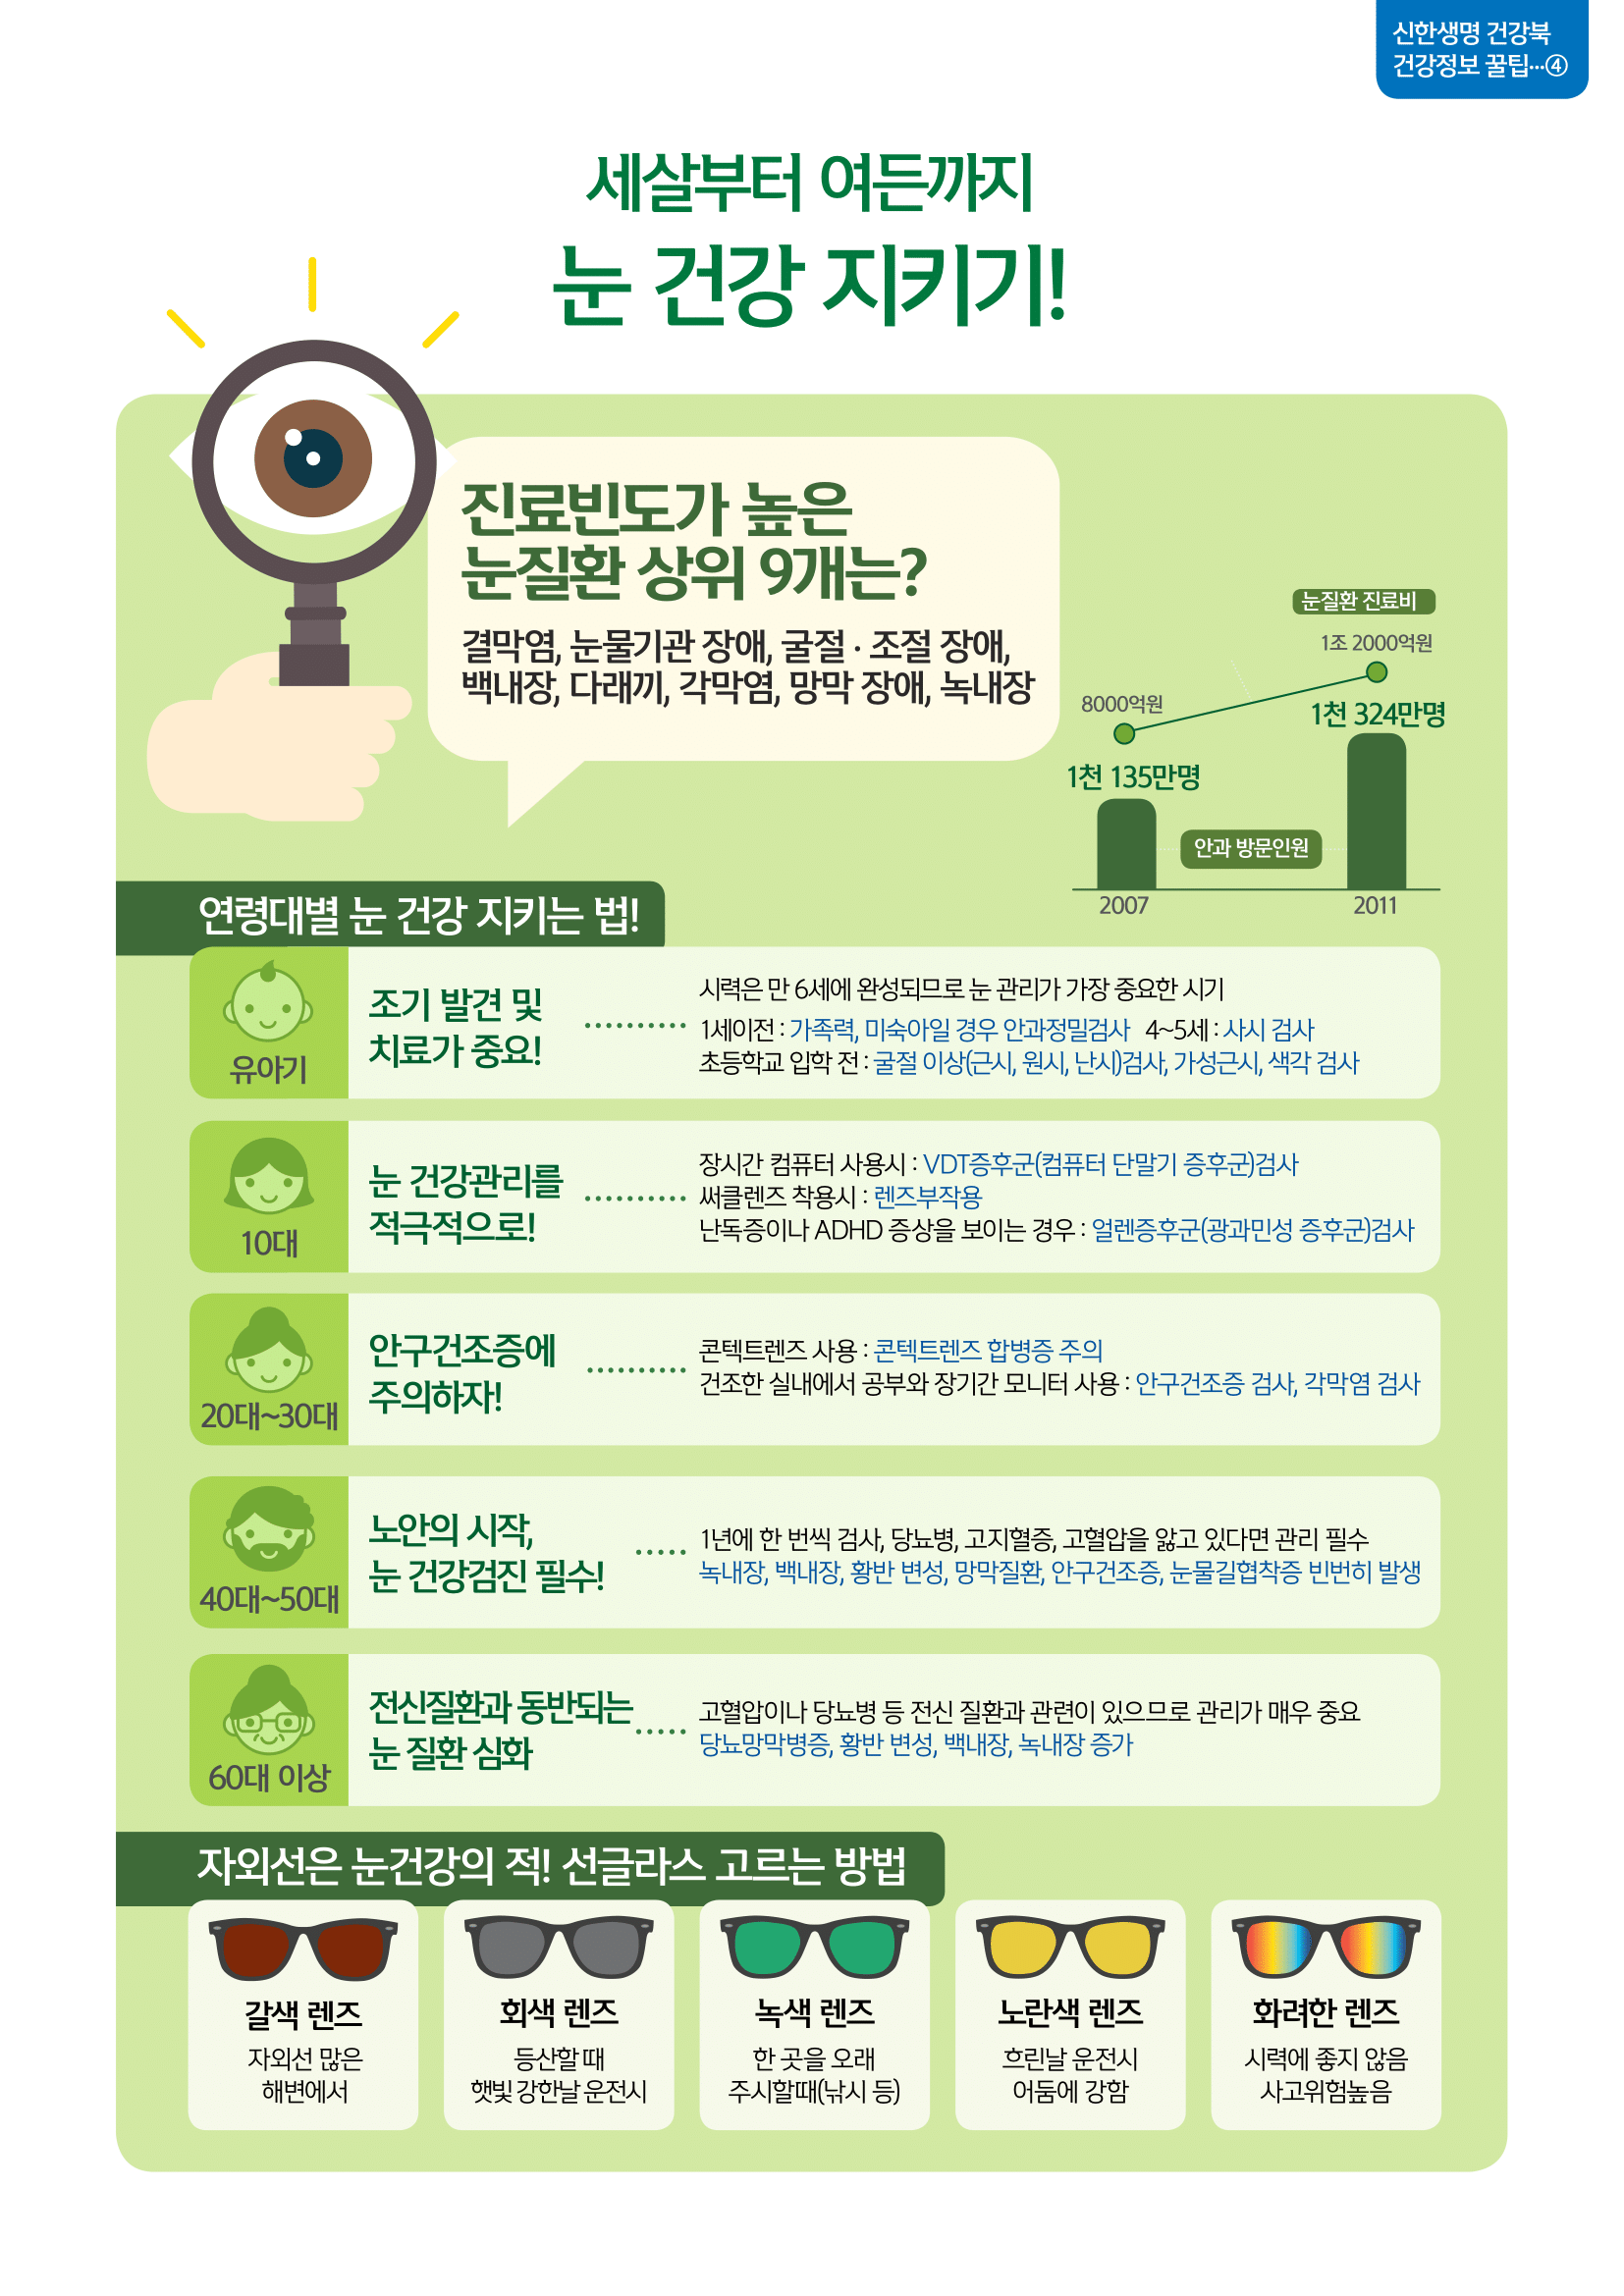 신한생명 건강북
건강정보 꿀팁…④
세살부터 여든까지
눈 건강 지키기!
진료빈도가 높은
눈질환 상위 9개는?
결막염, 눈물기관 장애, 굴절 · 조절 장애,
백내장, 다래끼, 각막염, 망막 장애, 녹내장
눈질환 진료비
1조 2000억원
8000억원
1천 324만명
1천 135만명
안과 방문인원
2007
2011
연령대별 눈 건강 지키는 법!
유아기
조기 발견 및
치료가 중요!
시력은 만 6세에 완성되므로 눈 관리가 가장 중요한 시기
1세이전 : 가족력, 미숙아일 경우 안과정밀검사 4~5세 : 사시 검사
초등학교 입학 전 : 굴절 이상(근시, 원시, 난시)검사, 가성근시, 색각 검사
10대
눈 건강관리를
적극적으로!
장시간 컴퓨터 사용시 : VDT증후군(컴퓨터 단말기 증후군)검사
써클렌즈 착용시 : 렌즈부작용
난독증이나 ADHD 증상을 보이는 경우 : 얼렌증후군(광과민성 증후군)검사
20대~30대
안구건조증에
주의하자!
콘텍트렌즈 사용 : 콘텍트렌즈 합병증 주의
건조한 실내에서 공부와 장기간 모니터 사용 : 안구건조증 검사, 각막염 검사
40대~50대
노안의 시작,
눈 건강검진 필수!
1년에 한 번씩 검사, 당뇨병, 고지혈증, 고혈압을 앓고 있다면 관리 필수
녹내장, 백내장, 황반 변성, 망막질환, 안구건조증, 눈물길협착증 빈번히 발생
60대 이상
전신질환과 동반되는
눈 질환 심화
고혈압이나 당뇨병 등 전신 질환과 관련이 있으므로 관리가 매우 중요
당뇨망막병증, 황반 변성, 백내장, 녹내장 증가
자외선은 눈건강의 적! 선글라스 고르는 방법
갈색 렌즈
자외선 많은
해변에서
회색 렌즈
등산할 때
햇빛 강한날 운전시
녹색 렌즈
한 곳을 오래
주시할때(낚시 등)
노란색 렌즈
흐린날 운전시
어둠에 강함
화려한 렌즈
시력에 좋지 않음
사고위험높음